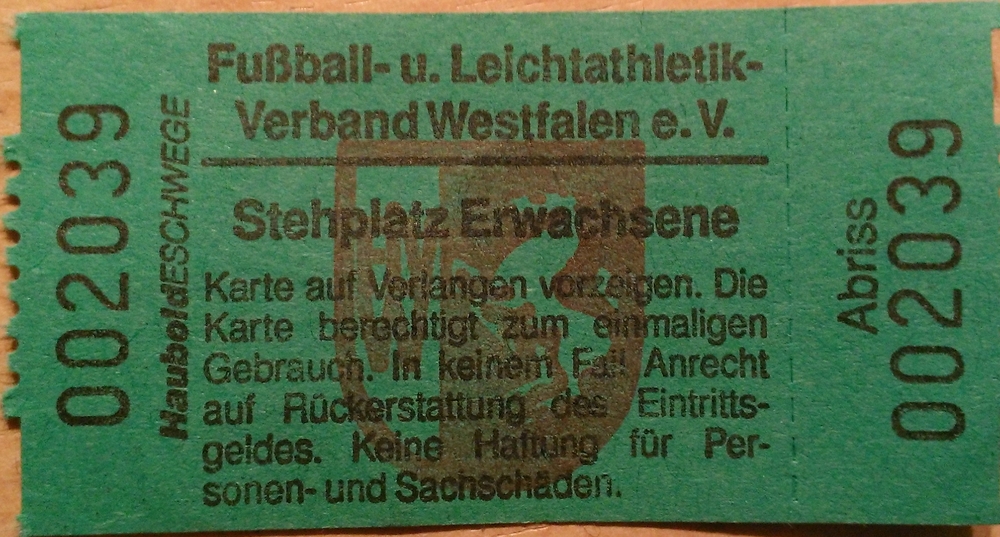 002039
HauboldESCHWEGE
Fußball- u. Leichtathletik-
Verband Westfalen e. V.
Stehplatz Erwachsene
Karte auf Verlangen vorzeigen. Die
Karte berechtigt zum einmaligen
Gebrauch. In keinem Fall Anrecht
auf Rückerstattung des Eintritts-
geldes. Keine Haftung für Per-
sonen- und Sachschäden.
Abriss
002039